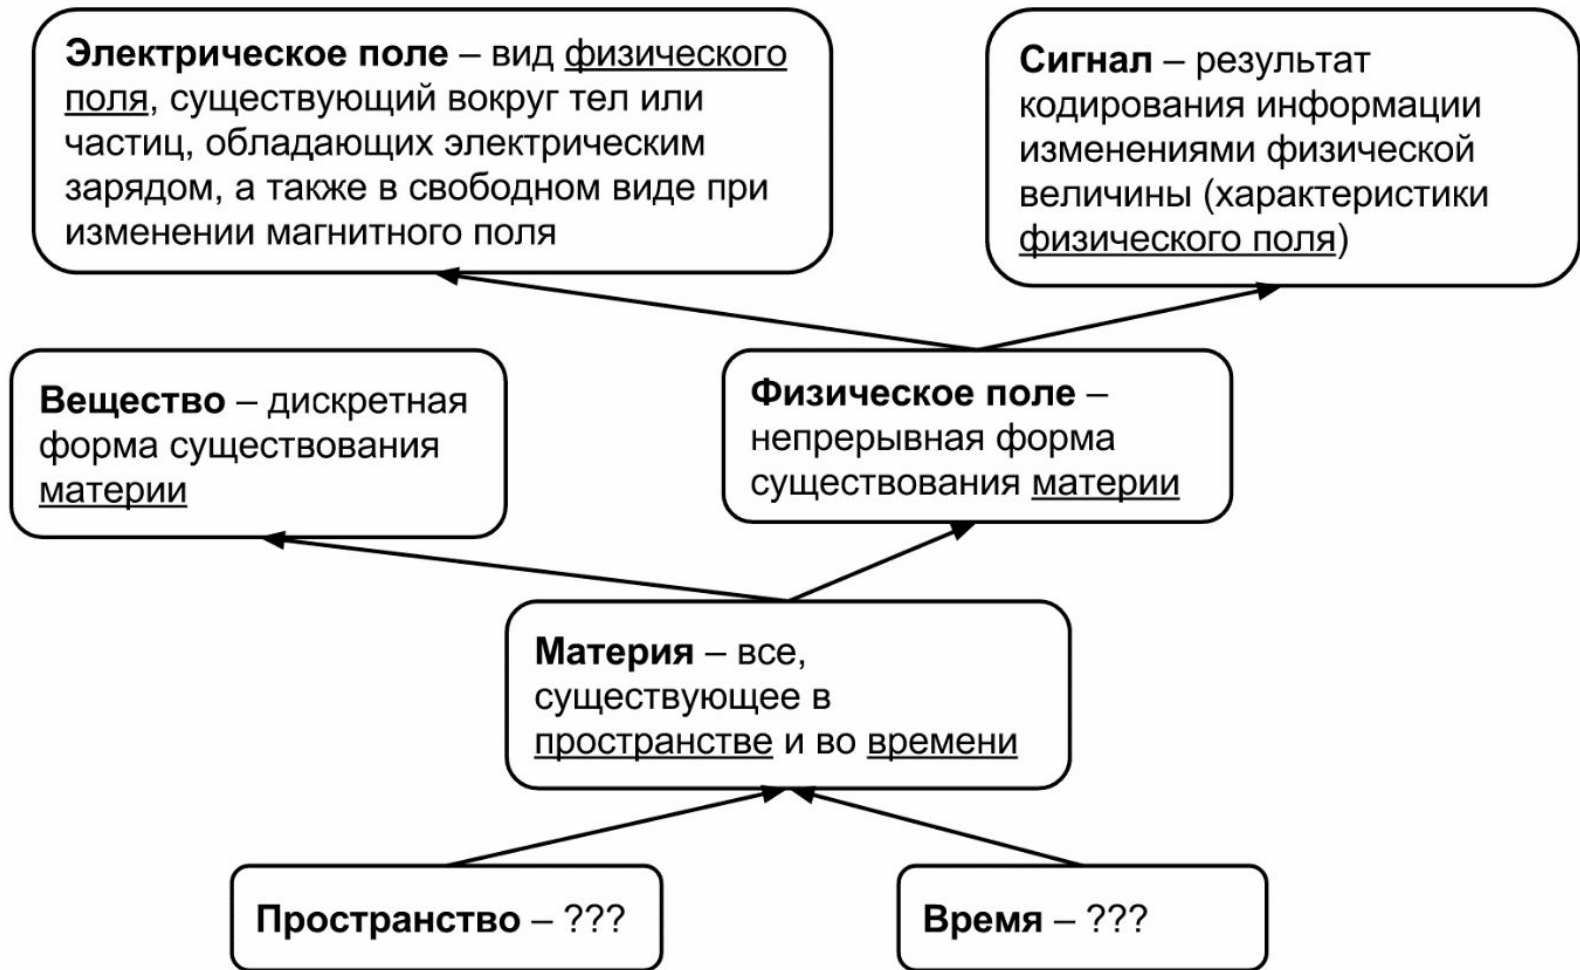 Электрическое поле – вид физического
поля, существующий вокруг тел или
частиц, обладающих электрическим
зарядом, а также в свободном виде при
изменении магнитного поля
Сигнал – результат
кодирования информации
изменениями физической
величины (характеристики
физического поля)
Вещество – дискретная
форма существования
материи
Физическое поле –
непрерывная форма
существования материи
Материя – все,
существующее в
пространстве и во времени
Пространство – ???
Время – ???